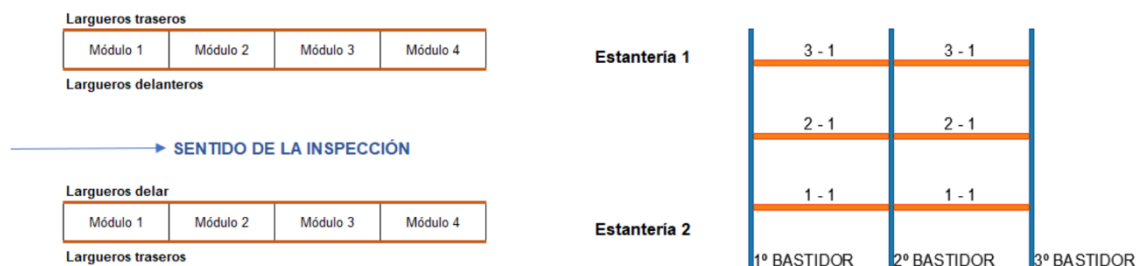 Largueros traseros
Módulo 1 Módulo 2 Módulo 3 Módulo 4
Largueros delanteros
SENTIDO DE LA INSPECCIÓN
Largueros delar
Módulo 1 Módulo 2 Módulo 3 Módulo 4
Largueros traseros
Estantería 1
Estantería 2
3 - 1 3 - 1
2 - 1 2 - 1
1 - 1 1 - 1
1º BASTIDOR 2º BASTIDOR 3º BASTIDOR